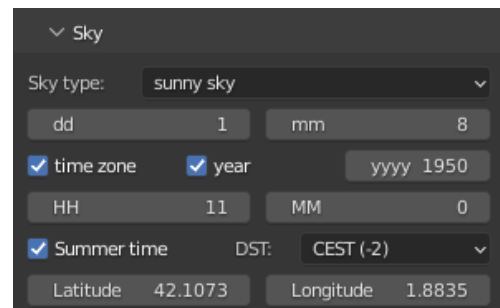 Sky
Sky type: sunny sky
dd 1 mm 8
time zone year yyyy 1950
HH 11 MM 0
Summer time DST: CEST (-2)
Latitude 42.1073 Longitude 1.8835